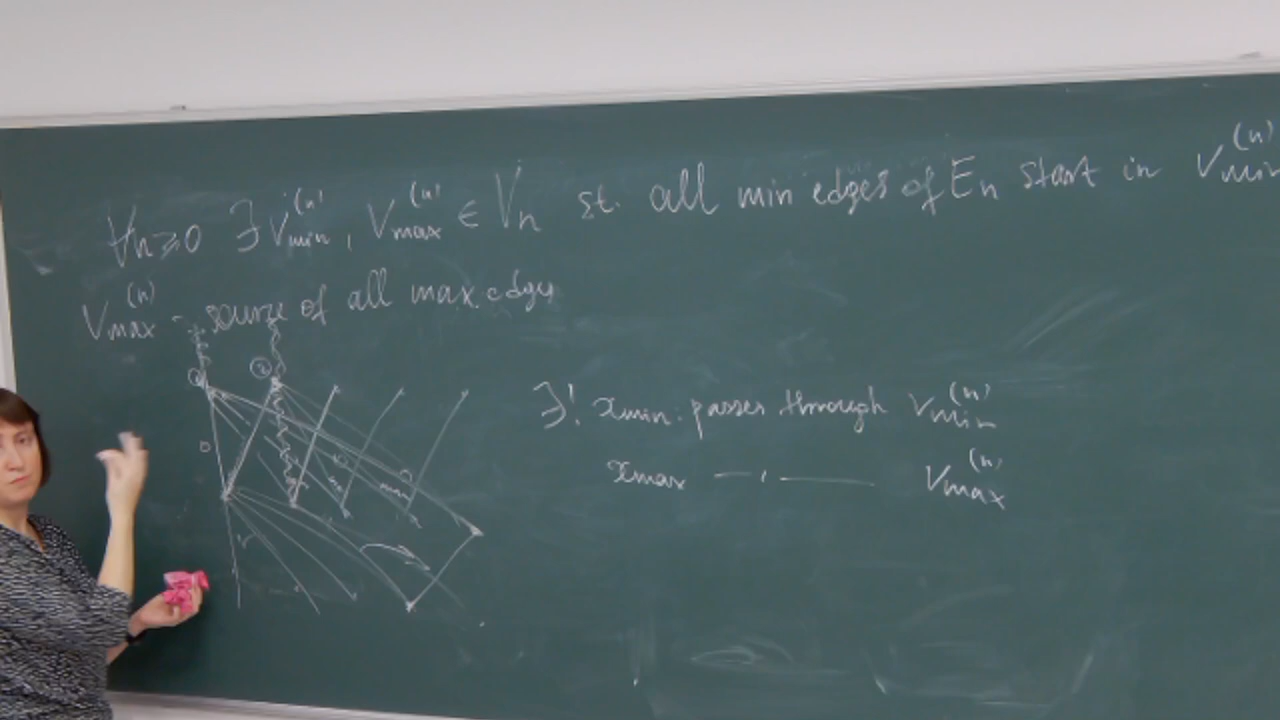 ∀n⩾0 ∃ V_min^(n), V_max^(n) ∈ V_n st. all min edges of E_n start in V_min^(n)
V_max^(n) - source of all max. edges
∃! x_min. passes through V_min^(n)
x_max —,— V_max^(n)
0